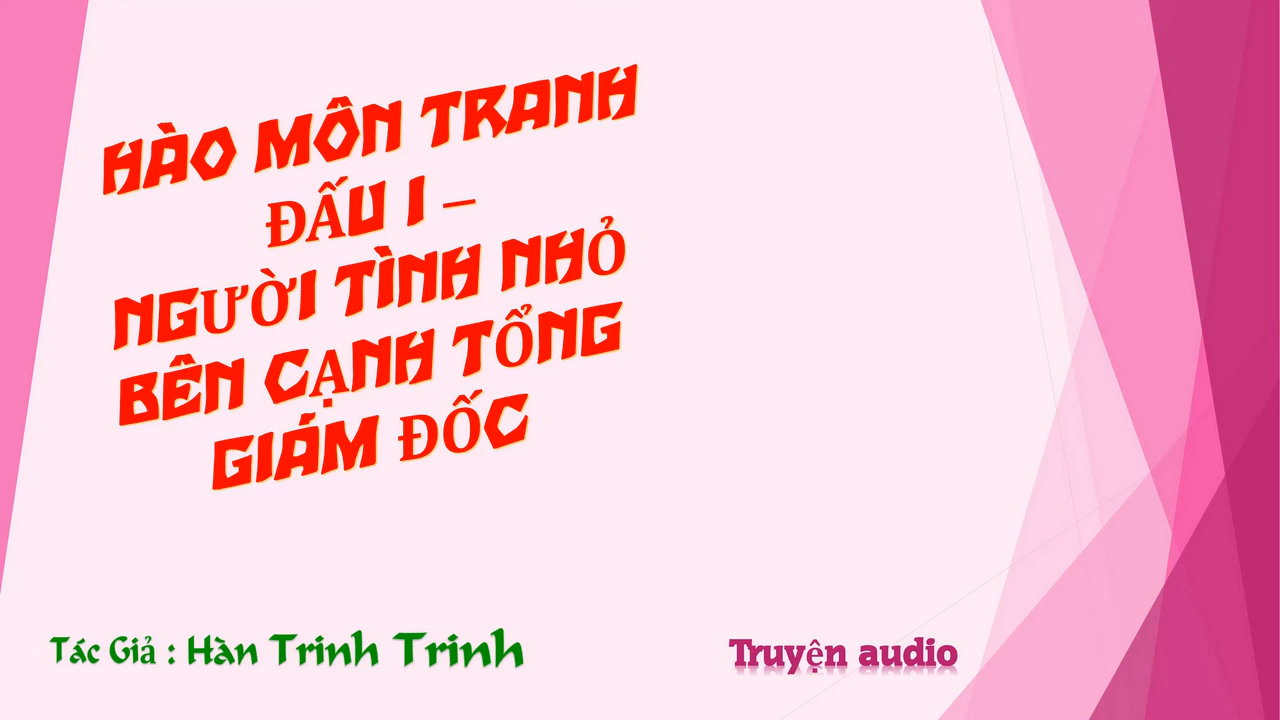 HÀO MÔN TRANH
ĐẤU I –
NGƯỜI TÌNH NHỎ
BÊN CẠNH TỔNG
GIÁM ĐỐC
Tác Giả : Hàn Trinh Trinh
Truyện audio